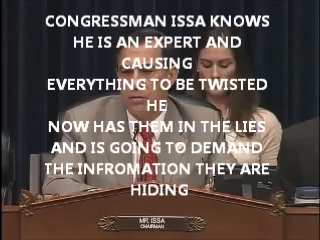 CONGRESSMAN ISSA KNOWS
HE IS AN EXPERT AND
CAUSING
EVERYTHING TO BE TWISTED
HE
NOW HAS THEM IN THE LIES
AND IS GOING TO DEMAND
THE INFROMATION THEY ARE
HIDING
MR. ISSA
CHAIRMAN